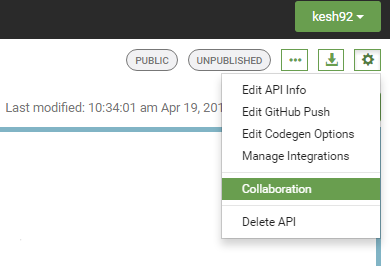 kesh92
PUBLIC UNPUBLISHED
Last modified: 10:34:01 am Apr 19, 201
Edit API Info
Edit GitHub Push
Edit Codegen Options
Manage Integrations
Collaboration
Delete API